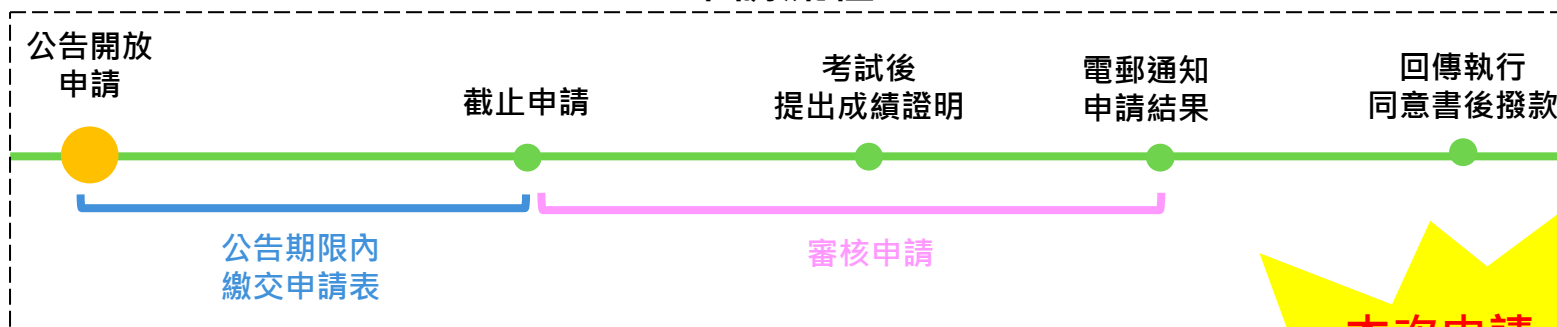 公告開放
申請
截止申請
考試後
提出成績證明
電郵通知
申請結果
回傳執行
同意書後撥款
公告期限內
繳交申請表
審核申請